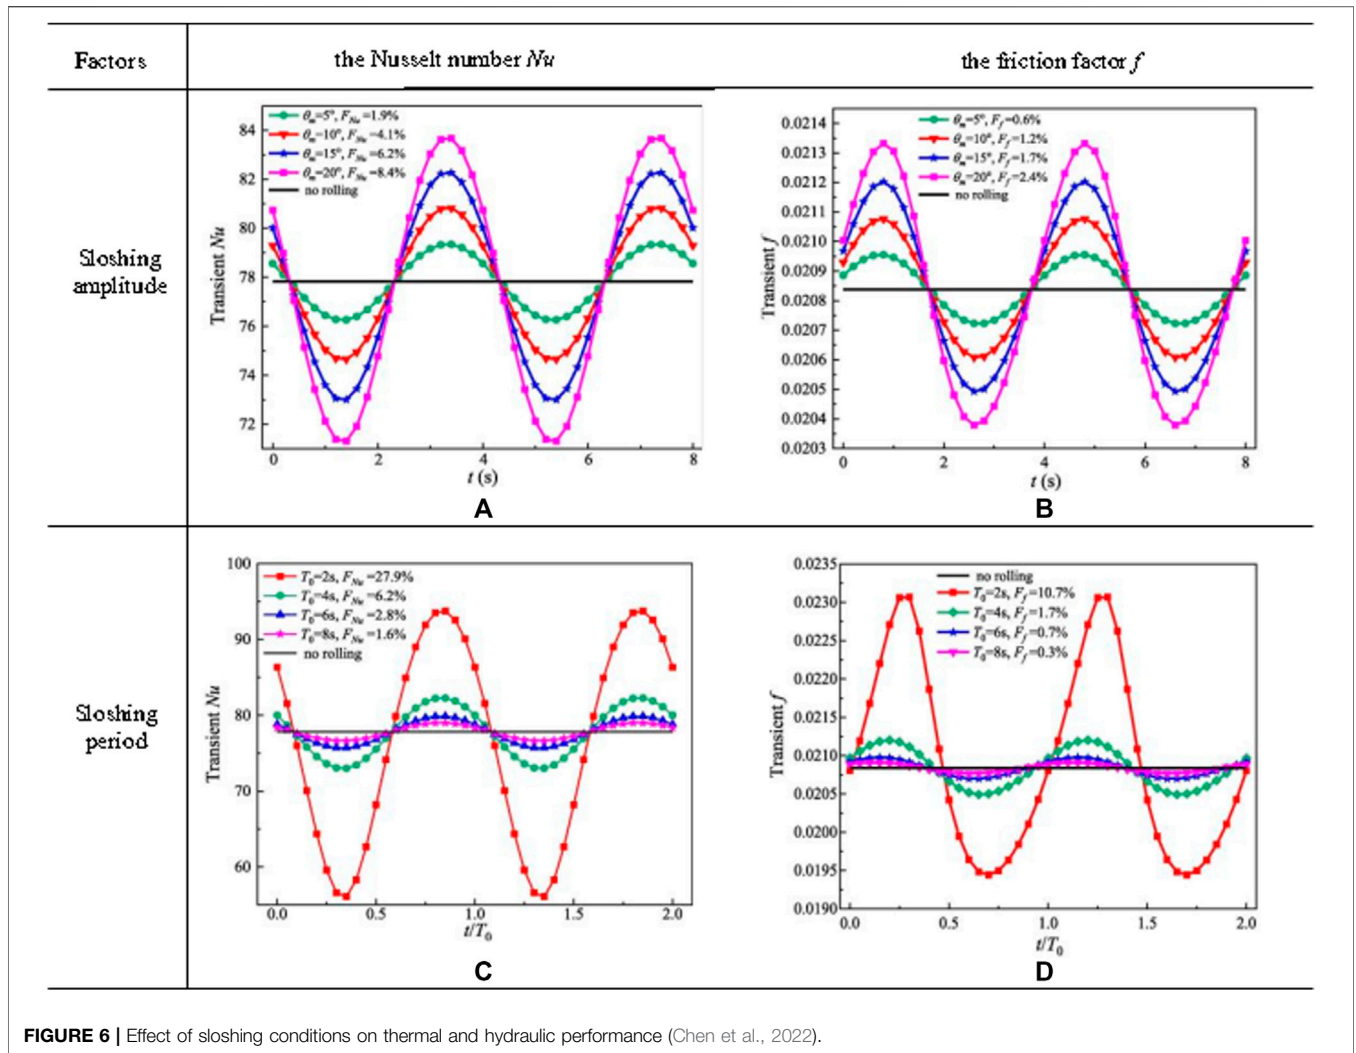 Factors
the Nusselt number Nu
the friction factor f
Sloshing
amplitude
θm=5°, FNu=1.9%
θm=10°, FNu=4.1%
θm=15°, FNu=6.2%
θm=20°, FNu=8.4%
no rolling
Transient Nu
84
82
80
78
76
74
72
0 2 4 6 8
t (s)
A
θm=5°, Ff=0.6%
θm=10°, Ff=1.2%
θm=15°, Ff=1.7%
θm=20°, Ff=2.4%
no rolling
Transient f
0.0214
0.0213
0.0212
0.0211
0.0210
0.0209
0.0208
0.0207
0.0206
0.0205
0.0204
0.0203
0 2 4 6 8
t (s)
B
Sloshing
period
T0=2s, FNu=27.9%
T0=4s, FNu=6.2%
T0=6s, FNu=2.8%
T0=8s, FNu=1.6%
no rolling
Transient Nu
100
90
80
70
60
0.0 0.5 1.0 1.5 2.0
t/T0
C
no rolling
T0=2s, Ff=10.7%
T0=4s, Ff=1.7%
T0=6s, Ff=0.7%
T0=8s, Ff=0.3%
Transient f
0.0235
0.0230
0.0225
0.0220
0.0215
0.0210
0.0205
0.0200
0.0195
0.0190
0.0 0.5 1.0 1.5 2.0
t/T0
D
FIGURE 6 | Effect of sloshing conditions on thermal and hydraulic performance (Chen et al., 2022).